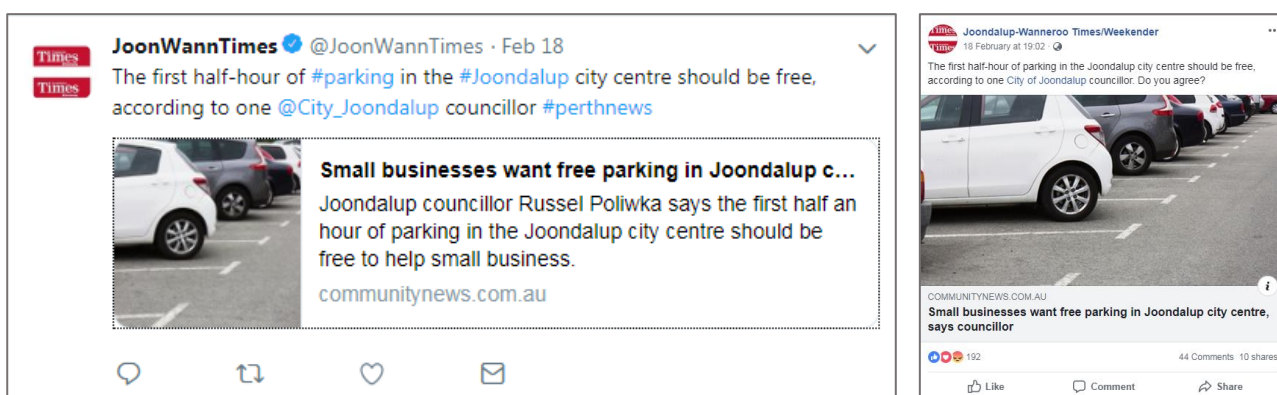 Times
Times
JoonWannTimes @JoonWannTimes · Feb 18
The first half-hour of #parking in the #Joondalup city centre should be free,
according to one @City_Joondalup councillor #perthnews
Small businesses want free parking in Joondalup c...
Joondalup councillor Russel Poliwka says the first half an
hour of parking in the Joondalup city centre should be
free to help small business.
communitynews.com.au
Times
Times
Joondalup-Wanneroo Times/Weekender
18 February at 19:02 ·
The first half-hour of parking in the Joondalup city centre should be free,
according to one City of Joondalup councillor. Do you agree?
i
COMMUNITYNEWS.COM.AU
Small businesses want free parking in Joondalup city centre,
says councillor
192 44 Comments 10 shares
Like Comment Share